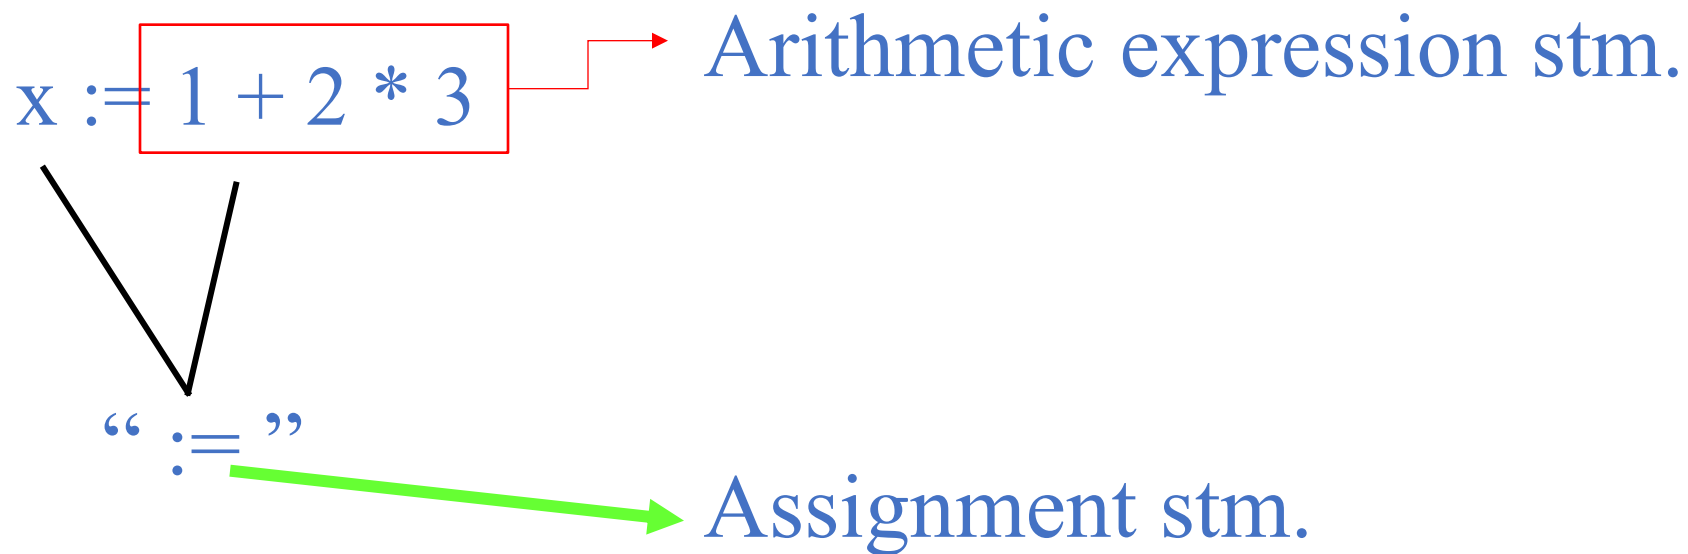 Arithmetic expression stm.
x := 1 + 2 * 3
“ := ”
Assignment stm.